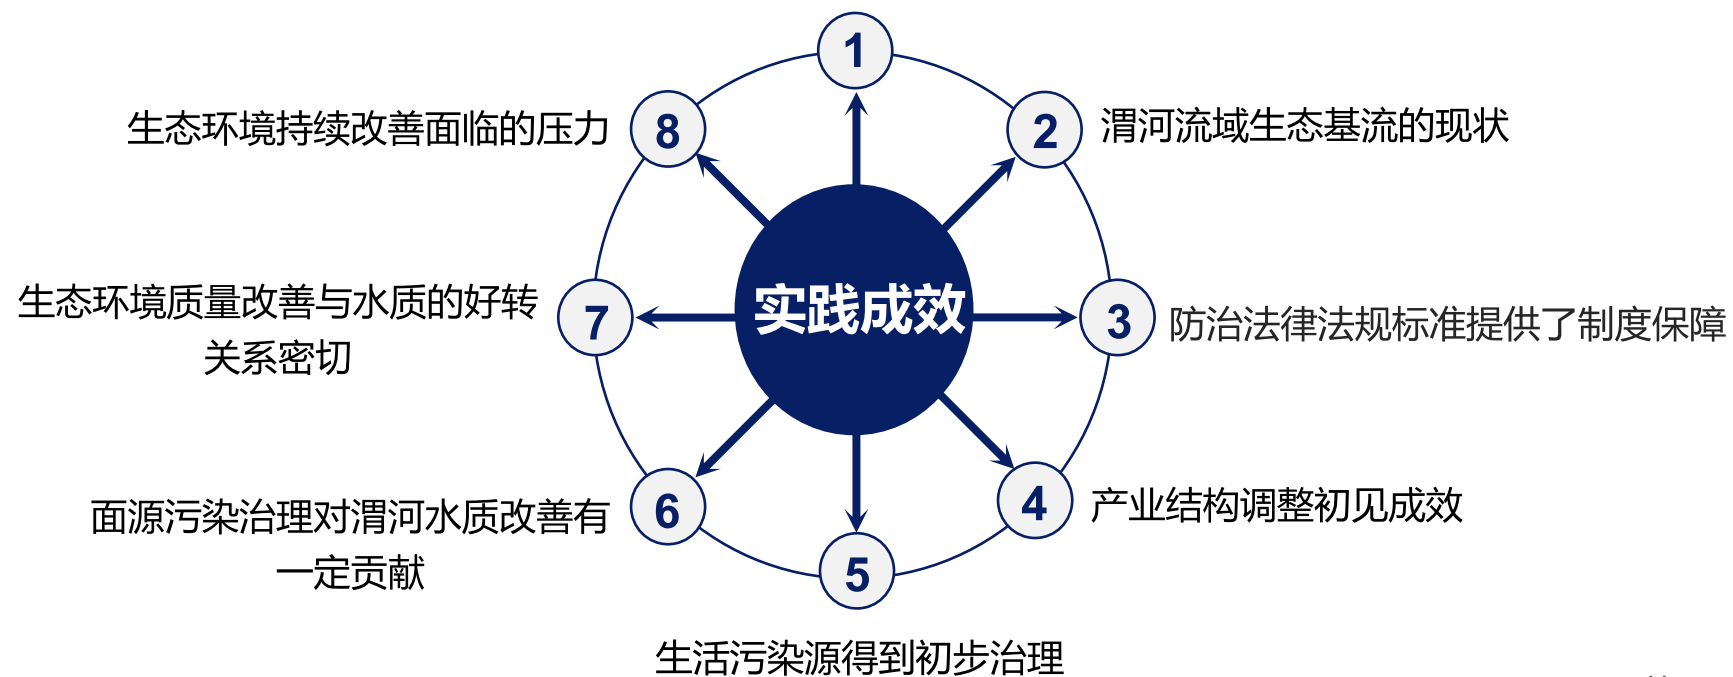 1
8
生态环境持续改善面临的压力
2
渭河流域生态基流的现状
实践成效
7
生态环境质量改善与水质的好转
关系密切
3
防治法律法规标准提供了制度保障
6
面源污染治理对渭河水质改善有
一定贡献
4
产业结构调整初见成效
5
生活污染源得到初步治理